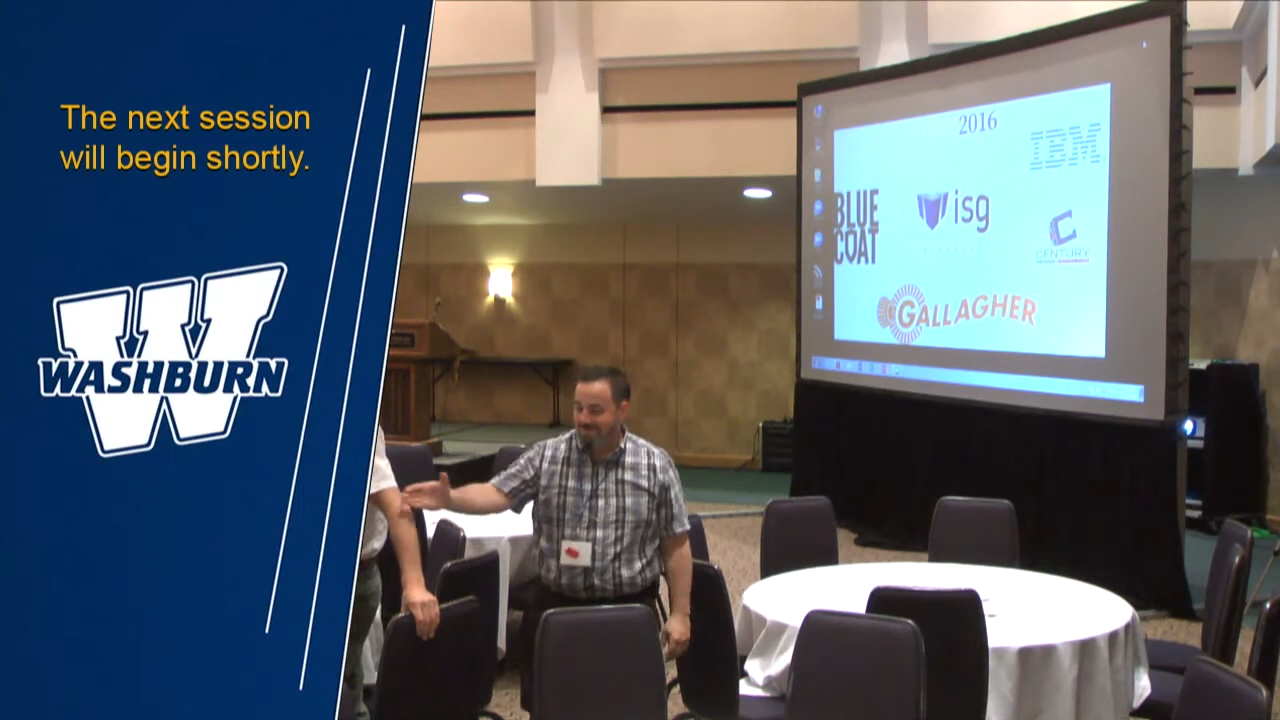 The next session
will begin shortly.
WASHBURN
2016
IBM
BLUE
COAT
isg
CENTURY
GALLAGHER